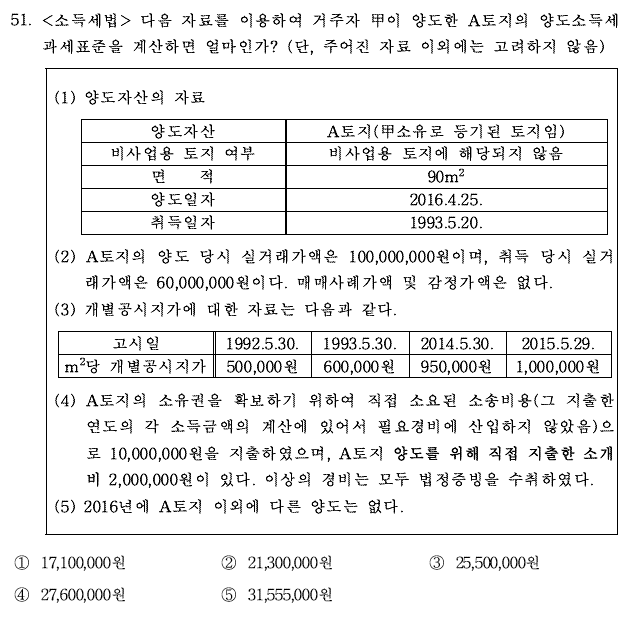 51. <소득세법> 다음 자료를 이용하여 거주자 甲이 양도한 A토지의 양도소득세
과세표준을 계산하면 얼마인가? (단, 주어진 자료 이외에는 고려하지 않음)
(1) 양도자산의 자료
양도자산 A토지(甲소유로 등기된 토지임)
비사업용 토지 여부 비사업용 토지에 해당되지 않음
면 적 90m²
양도일자 2016.4.25.
취득일자 1993.5.20.
(2) A토지의 양도 당시 실거래가액은 100,000,000원이며, 취득 당시 실거
래가액은 60,000,000원이다. 매매사례가액 및 감정가액은 없다.
(3) 개별공시지가에 대한 자료는 다음과 같다.
고시일 1992.5.30. 1993.5.30. 2014.5.30. 2015.5.29.
m²당 개별공시지가 500,000원 600,000원 950,000원 1,000,000원
(4) A토지의 소유권을 확보하기 위하여 직접 소요된 소송비용(그 지출한
연도의 각 소득금액의 계산에 있어서 필요경비에 산입하지 않았음)으
로 10,000,000원을 지출하였으며, A토지 양도를 위해 직접 지출한 소개
비 2,000,000원이 있다. 이상의 경비는 모두 법정증빙을 수취하였다.
(5) 2016년에 A토지 이외에 다른 양도는 없다.
① 17,100,000원 ② 21,300,000원 ③ 25,500,000원
④ 27,600,000원 ⑤ 31,555,000원